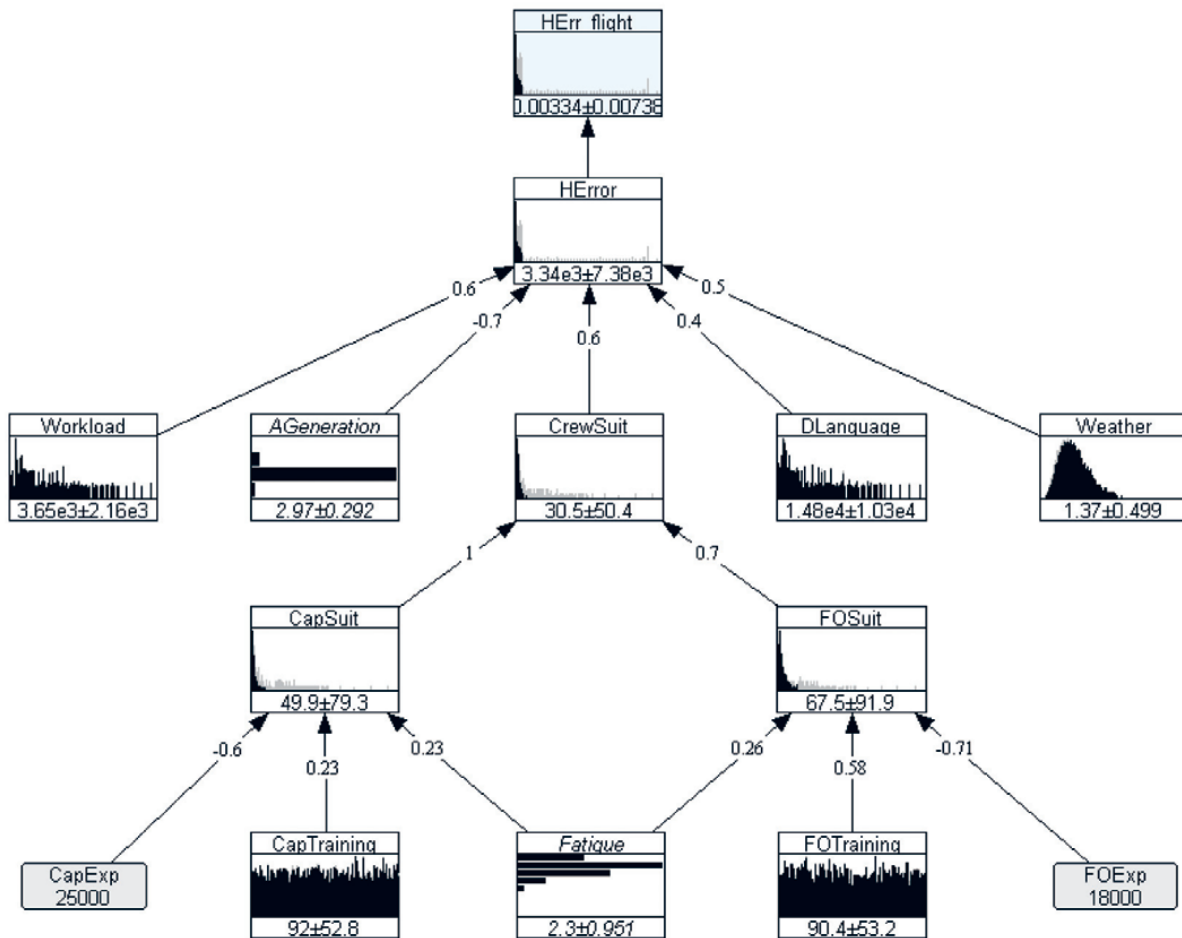 HErr_flight
0.00334±0.00738
HError
3.34e3±7.38e3
0.6
-0.7
0.6
0.4
0.5
Workload
3.65e3±2.16e3
AGeneration
2.97±0.292
CrewSuit
30.5±50.4
DLanquage
1.48e4±1.03e4
Weather
1.37±0.499
1
0.7
CapSuit
49.9±79.3
FOSuit
67.5±91.9
-0.6
0.23
0.23
0.26
0.58
-0.71
CapExp
25000
CapTraining
92±52.8
Fatique
2.3±0.951
FOTraining
90.4±53.2
FOExp
18000